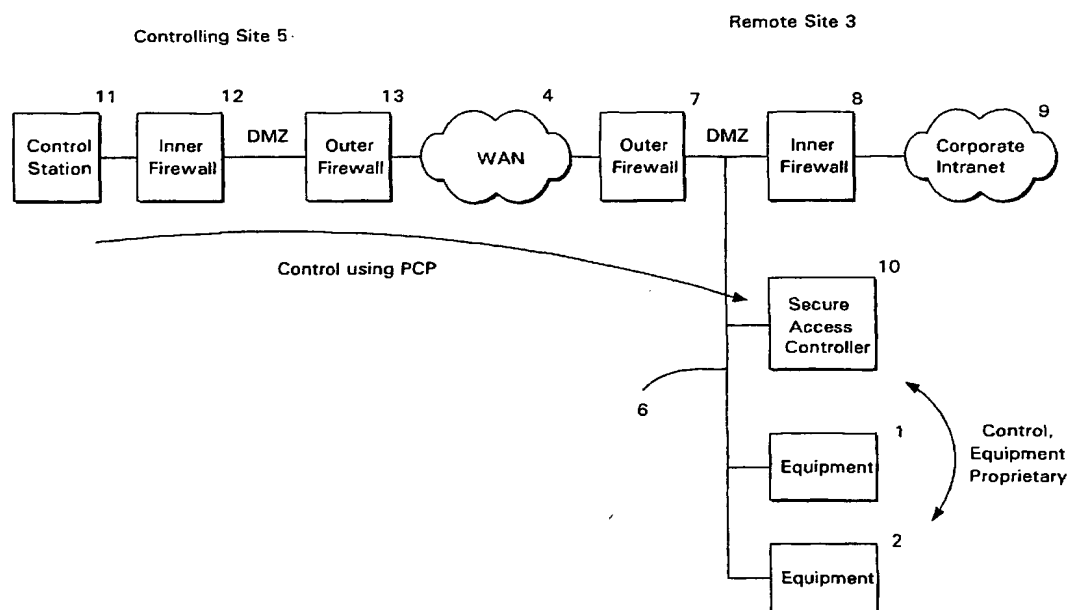 Controlling Site 5
Remote Site 3
11
12
13
4
7
8
9
Control
Station
Inner
Firewall
DMZ
Outer
Firewall
WAN
Outer
Firewall
DMZ
Inner
Firewall
Corporate
Intranet
Control using PCP
10
Secure
Access
Controller
6
1
Equipment
Control,
Equipment
Proprietary
2
Equipment